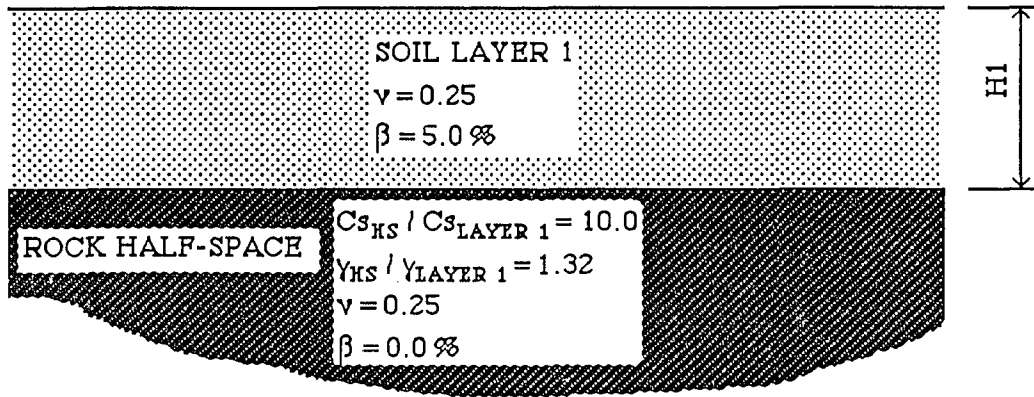 SOIL LAYER 1
ν = 0.25
β = 5.0 %
H1
ROCK HALF-SPACE
Cs_HS / Cs_LAYER 1 = 10.0
γ_HS / γ_LAYER 1 = 1.32
ν = 0.25
β = 0.0 %